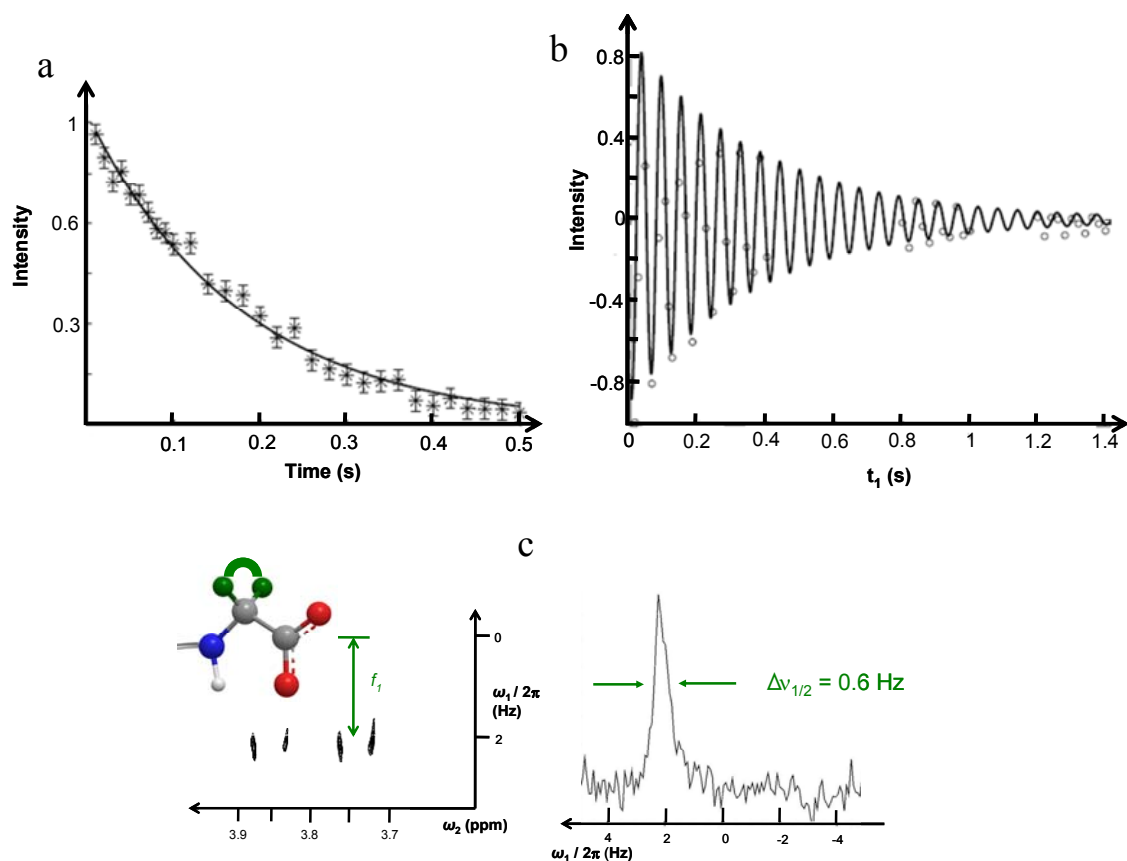 a
1
0.6
0.3
Intensity
0.1 0.2 0.3 0.4 0.5
Time (s)
b
0.8
0.4
0
-0.4
-0.8
Intensity
0 0.2 0.4 0.6 0.8 1 1.2 1.4
t1 (s)
c
f1
0
ω1 / 2π
(Hz)
2
3.9 3.8 3.7
ω2 (ppm)
Δν1/2 = 0.6 Hz
4 2 0 -2 -4
ω1 / 2π (Hz)